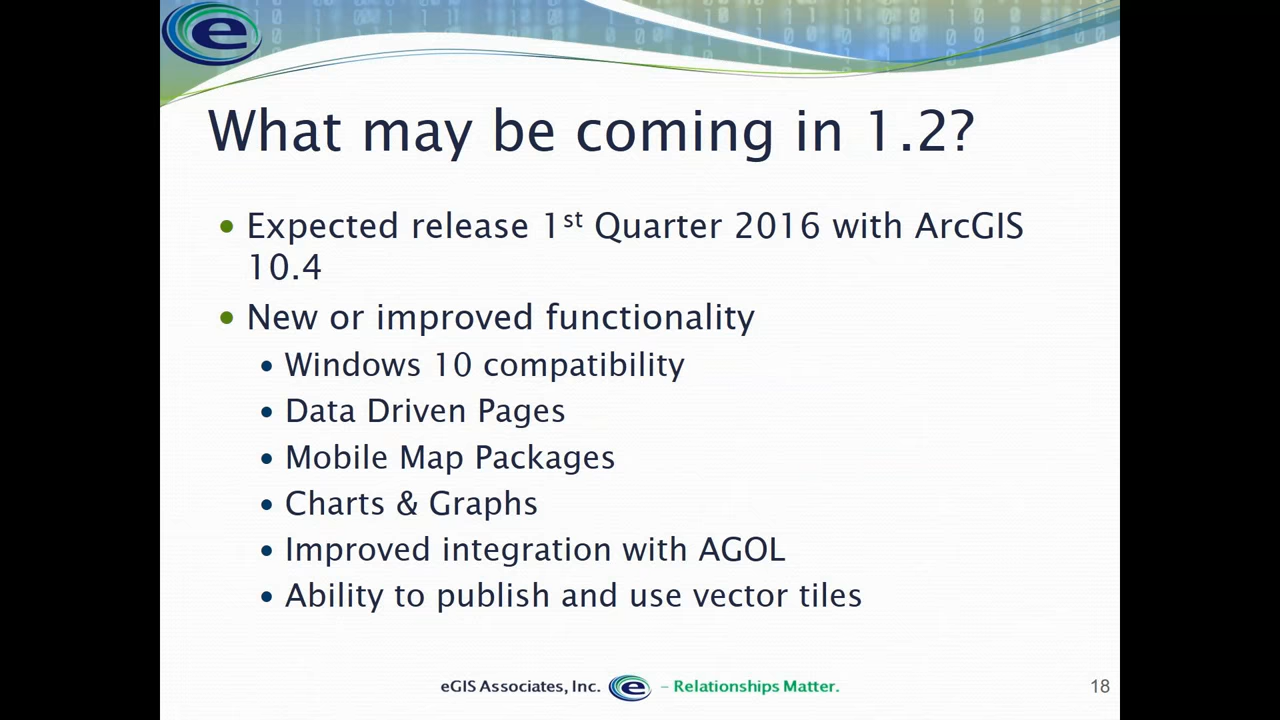 What may be coming in 1.2?
• Expected release 1st Quarter 2016 with ArcGIS
10.4
• New or improved functionality
• Windows 10 compatibility
• Data Driven Pages
• Mobile Map Packages
• Charts & Graphs
• Improved integration with AGOL
• Ability to publish and use vector tiles
eGIS Associates, Inc. e – Relationships Matter.
18